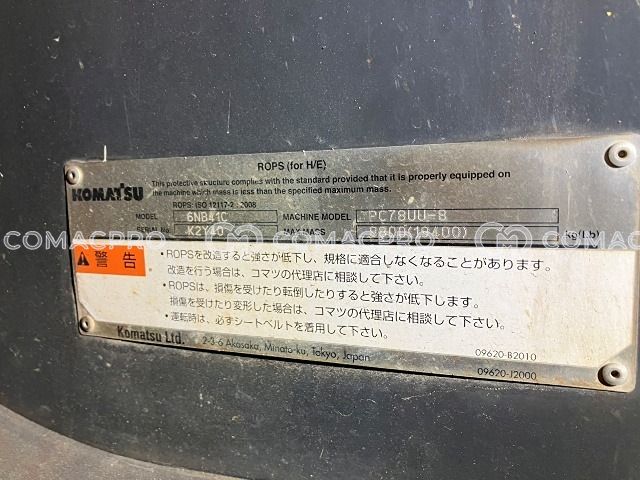 ROPS (for H/E)
This protective structure complies with the standard provided that it is properly equipped on
the machine which mass is less than the specified maximum mass.
KOMATSU
ROPS: ISO 12117-2 : 2008
MODEL 6NB41C MACHINE MODEL PC78UU-8
SERIAL No. K2Y40 MAX MASS kg(Lb)
COMACPRO COMACPRO COMACPRO
警告
・ROPSを改造すると強さが低下し、規格に適合しなくなることがあります。
改造を行う場合は、コマツの代理店に相談して下さい。
・ROPSは、損傷を受けたり転倒したりすると強さが低下します。
損傷を受けたり変形した場合は、コマツの代理店に相談して下さい。
・運転時は、必ずシートベルトを着用して下さい。
Komatsu Ltd. 2-3-6 Akasaka, Minato-ku, Tokyo, Japan
09620-B2010
09620-J2000